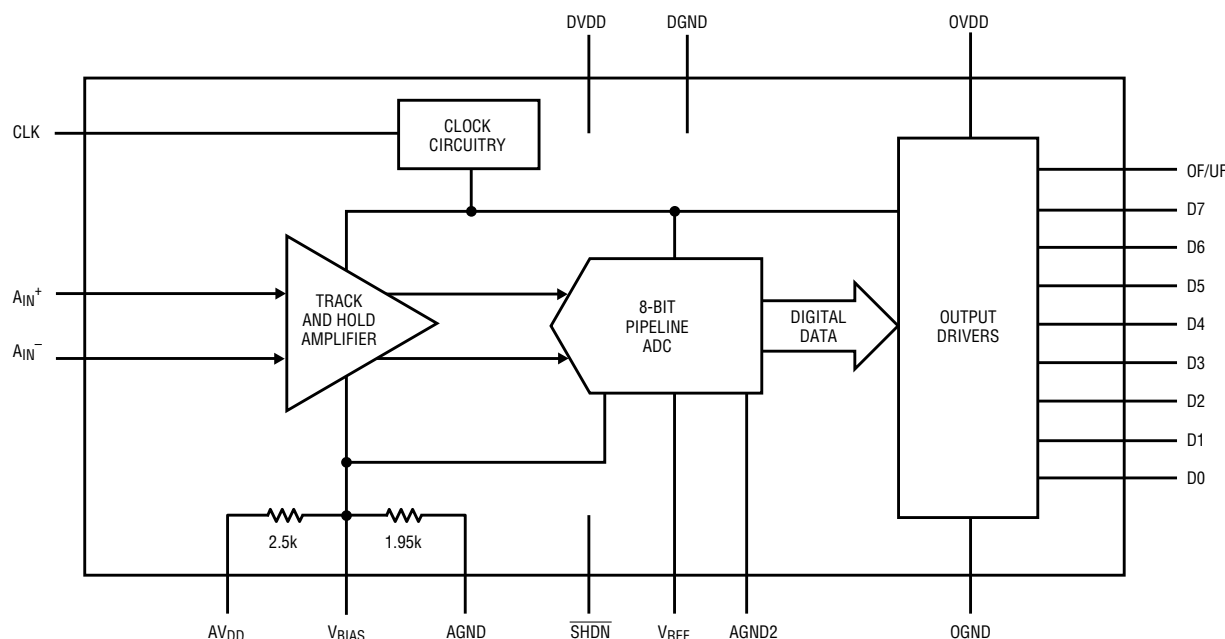 DVDD
DGND
OVDD
CLK
CLOCK
CIRCUITRY
OF/UF
D7
D6
D5
D4
D3
D2
D1
D0
AIN+
AIN–
TRACK
AND HOLD
AMPLIFIER
8-BIT
PIPELINE
ADC
DIGITAL
DATA
OUTPUT
DRIVERS
2.5k
1.95k
AVDD
VBIAS
AGND
SHDN
VREF
AGND2
OGND